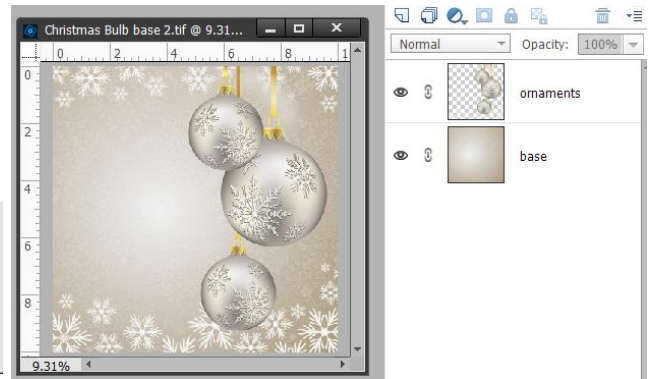 Christmas Bulb base 2.tif @ 9.31...
0 2 4 6 8 1
0
2
4
6
8
9.31%
Normal
Opacity: 100%
ornaments
base